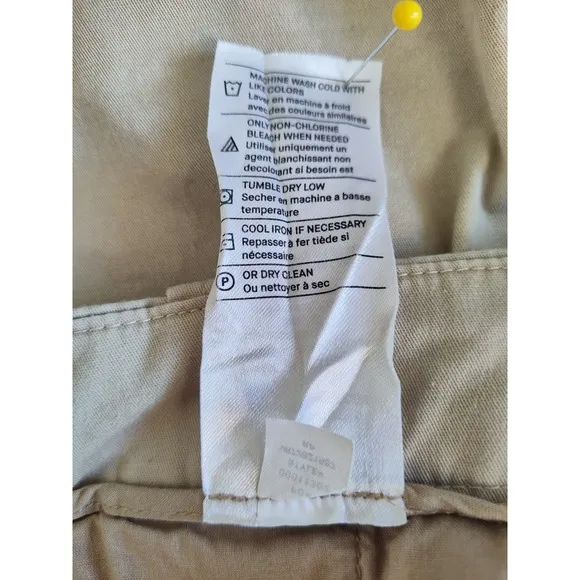 MACHINE WASH COLD WITH
LIKE COLORS
Laver en machine à froid
avec des couleurs similaires
ONLY NON-CHLORINE
BLEACH WHEN NEEDED
Utiliser uniquement un
agent blanchissant non
decolourant si besoin est
TUMBLE DRY LOW
Secher en machine a basse
temperature
COOL IRON IF NECESSARY
Repasser à fer tiède si
nécessaire
P
OR DRY CLEAN
Ou nettoyer à sec